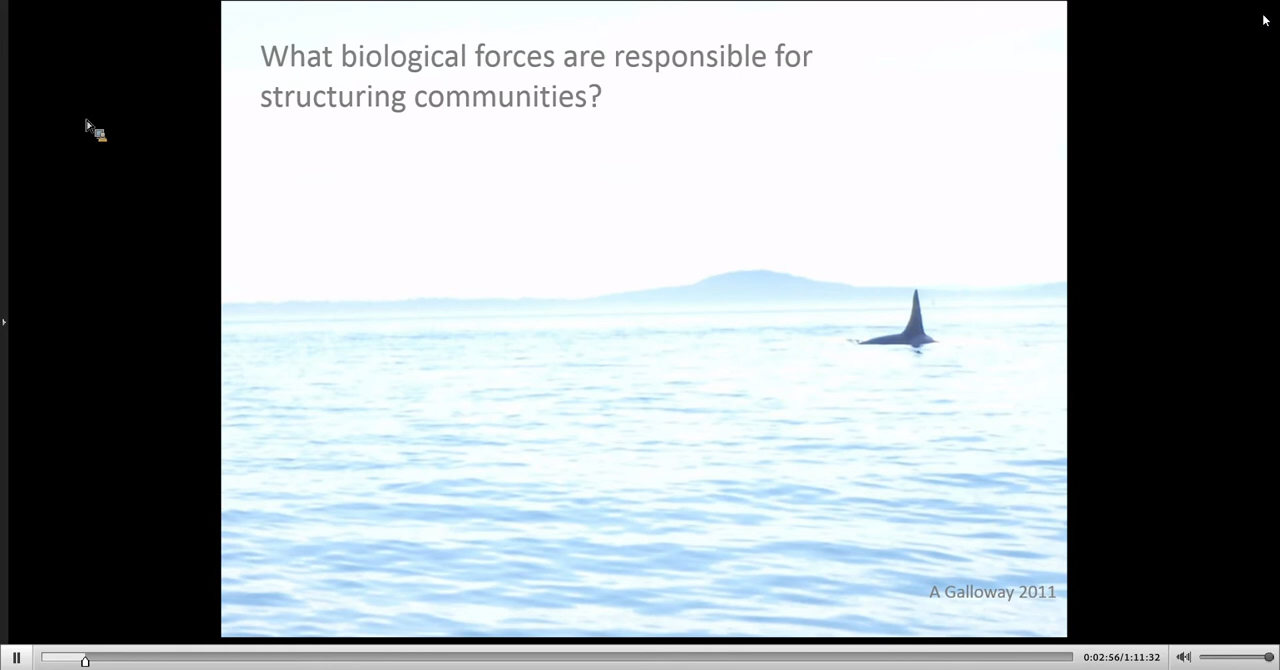 What biological forces are responsible for
structuring communities?
A Galloway 2011
0:02:56/1:11:32